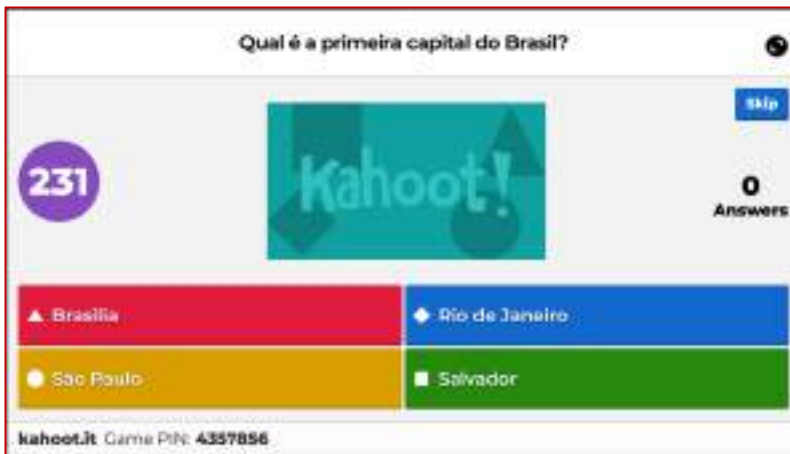 Qual é a primeira capital do Brasil?
Skip
231
Kahoot!
0
Answers
Brasilia
Rio de Janeiro
São Paulo
Salvador
kahoot.it Game PIN: 4357856